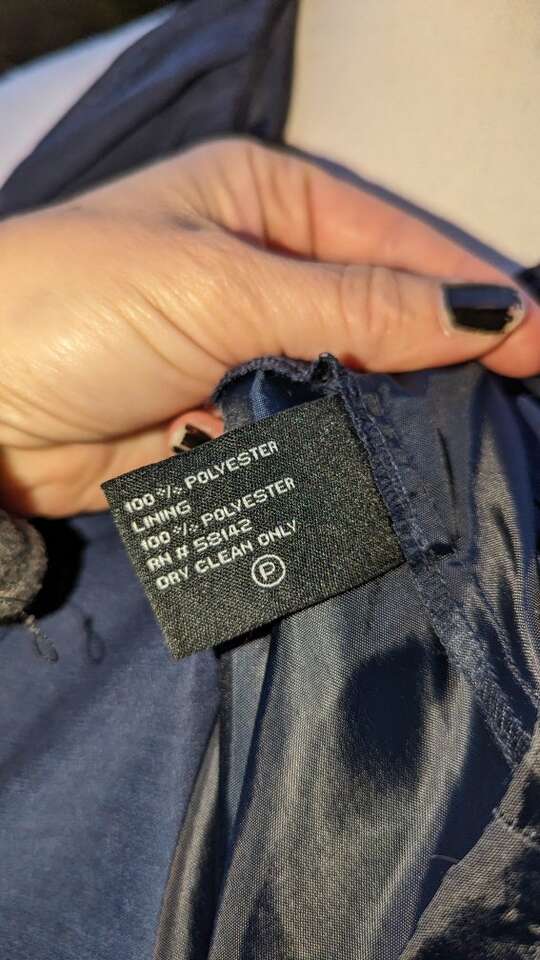 100 % POLYESTER
LINING
100 % POLYESTER
RN # 58142
DRY CLEAN ONLY
P